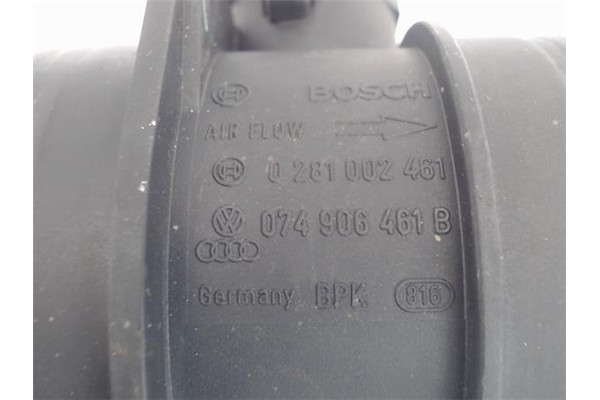 BOSCH
AIR FLOW
0 281 002 461
074 906 461 B
Germany BPK 816